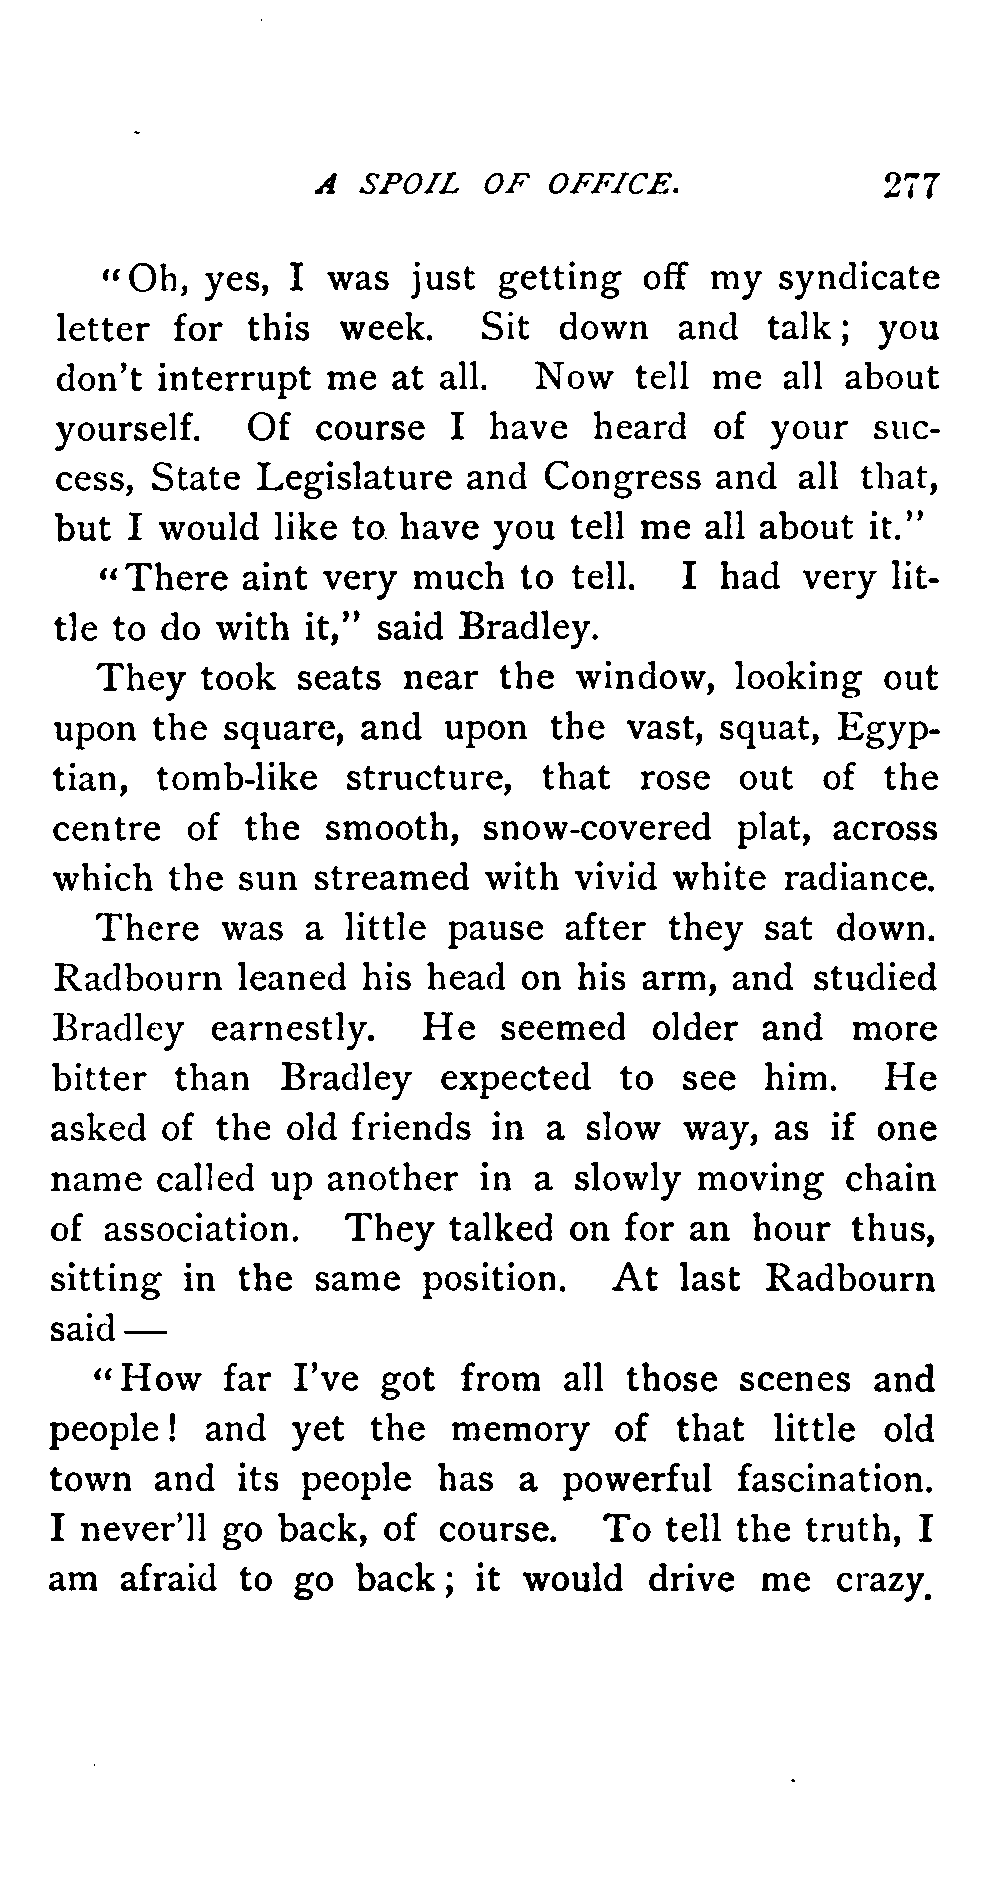 A SPOIL OF OFFICE. 277
"Oh, yes, I was just getting off my syndicate
letter for this week. Sit down and talk; you
don't interrupt me at all. Now tell me all about
yourself. Of course I have heard of your suc-
cess, State Legislature and Congress and all that,
but I would like to have you tell me all about it."
"There aint very much to tell. I had very lit-
tle to do with it," said Bradley.
They took seats near the window, looking out
upon the square, and upon the vast, squat, Egyp-
tian, tomb-like structure, that rose out of the
centre of the smooth, snow-covered plat, across
which the sun streamed with vivid white radiance.
There was a little pause after they sat down.
Radbourn leaned his head on his arm, and studied
Bradley earnestly. He seemed older and more
bitter than Bradley expected to see him. He
asked of the old friends in a slow way, as if one
name called up another in a slowly moving chain
of association. They talked on for an hour thus,
sitting in the same position. At last Radbourn
said —
"How far I've got from all those scenes and
people! and yet the memory of that little old
town and its people has a powerful fascination.
I never'll go back, of course. To tell the truth, I
am afraid to go back; it would drive me crazy.